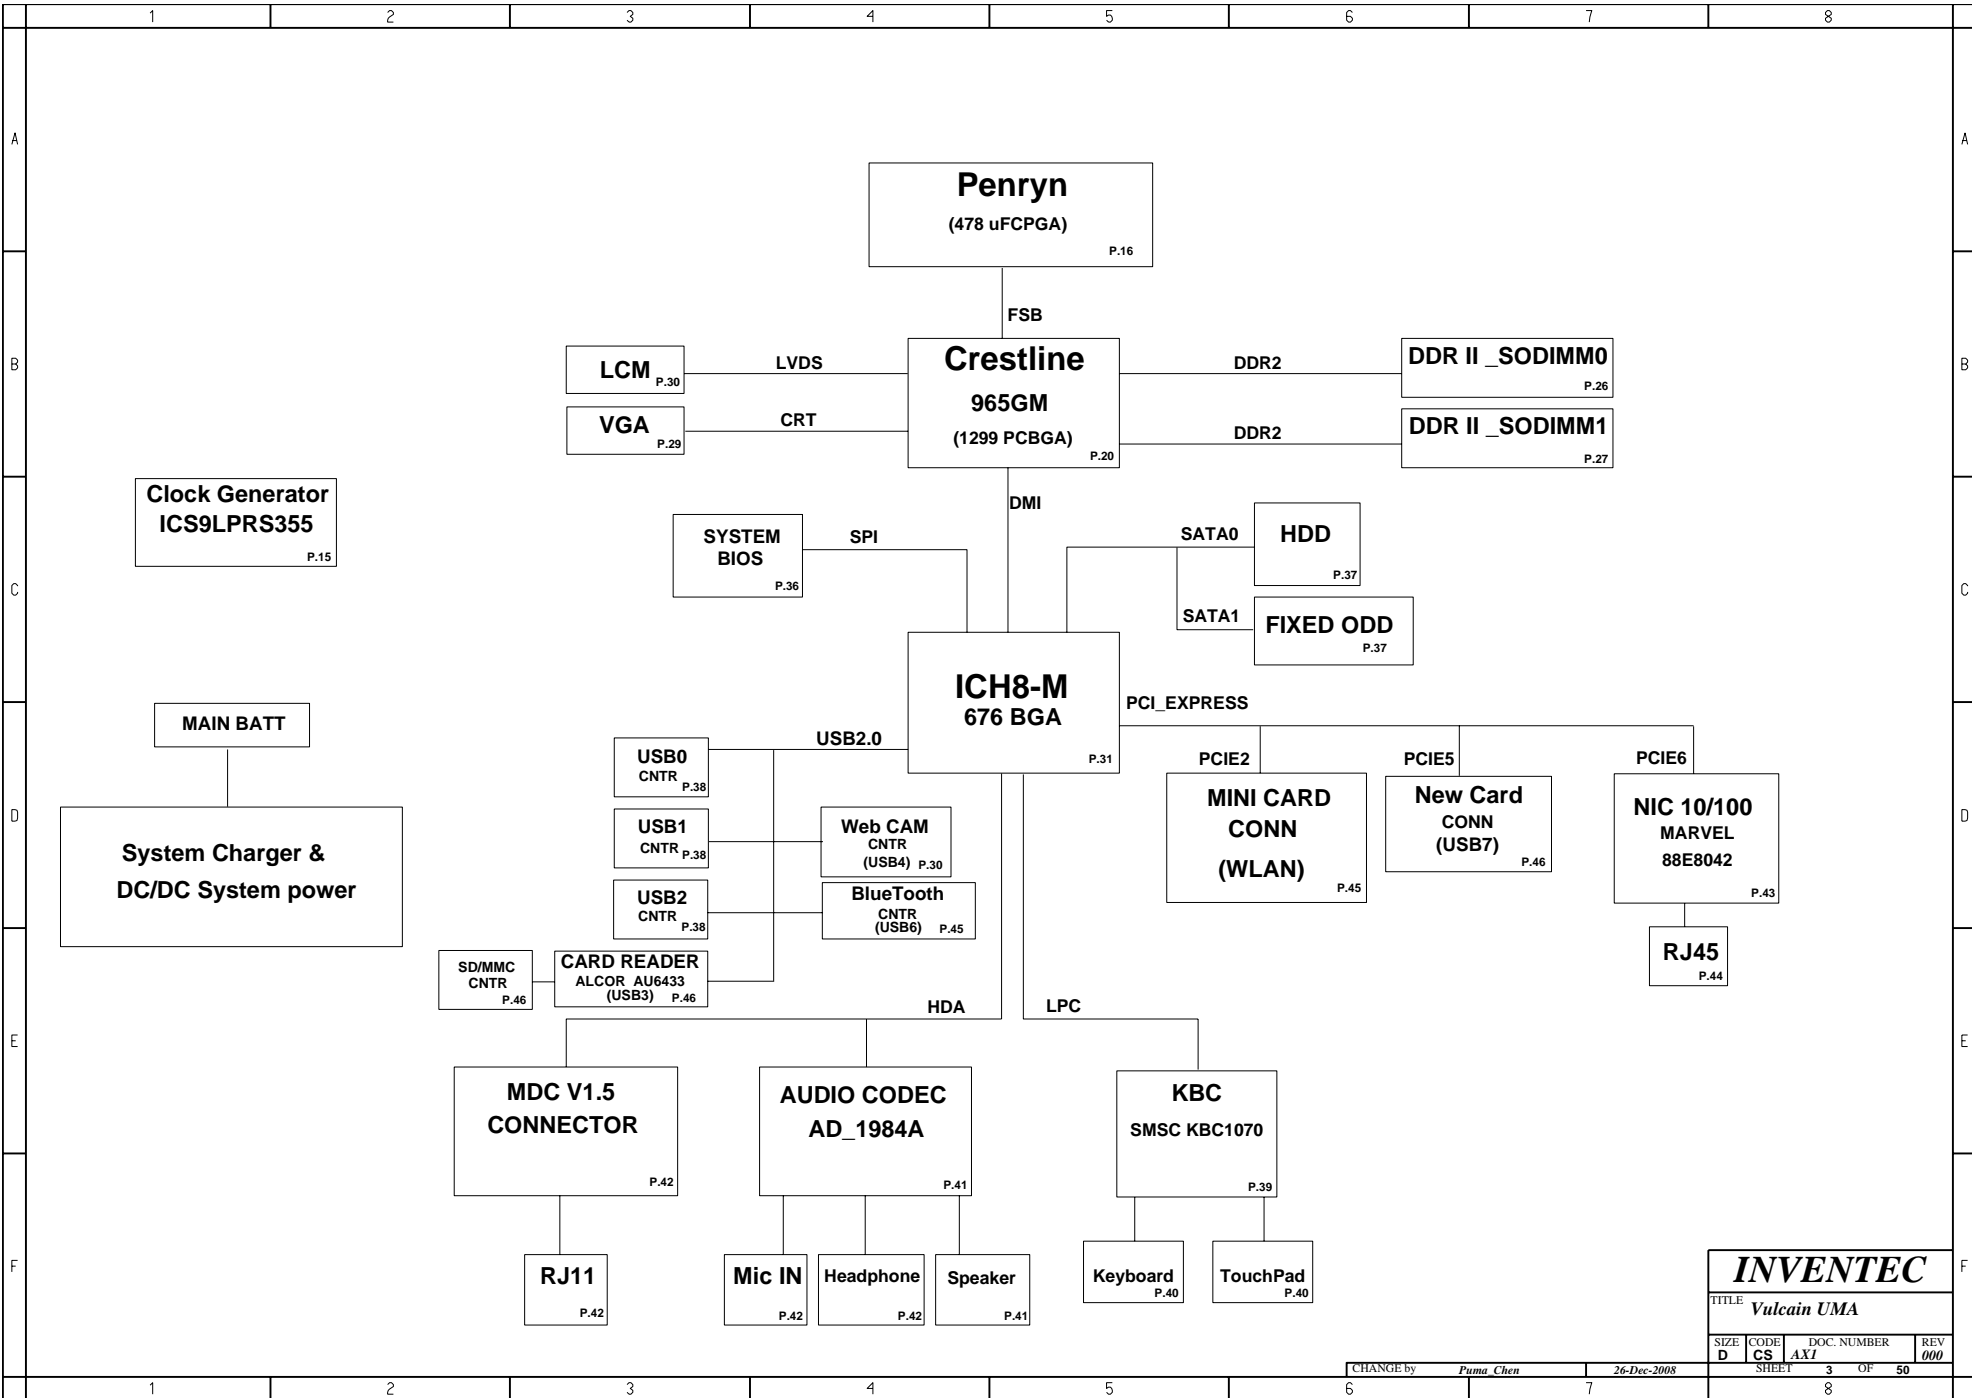 1 2 3 4 5 6 7 8
A A
Penryn
(478 uFCPGA)
P.16
FSB
B B
LCM P.30
LVDS
Crestline
965GM
(1299 PCBGA)
P.20
DDR2
DDR II _SODIMM0
P.26
VGA P.29
CRT
DDR2
DDR II _SODIMM1
P.27
Clock Generator
ICS9LPRS355
P.15
DMI
SYSTEM
BIOS
P.36
SPI
SATA0
HDD
P.37
C C
SATA1
FIXED ODD
P.37
ICH8-M
676 BGA
P.31
PCI_EXPRESS
MAIN BATT
USB2.0
USB0
CNTR
P.38
PCIE2
PCIE5
PCIE6
MINI CARD
CONN
(WLAN)
P.45
New Card
CONN
(USB7)
P.46
NIC 10/100
MARVEL
88E8042
P.43
D D
System Charger &
DC/DC System power
USB1
CNTR P.38
Web CAM
CNTR
(USB4) P.30
USB2
CNTR
P.38
BlueTooth
CNTR
(USB6) P.45
RJ45
P.44
SD/MMC
CNTR
P.46
CARD READER
ALCOR AU6433
(USB3) P.46
HDA
LPC
E E
MDC V1.5
CONNECTOR
P.42
AUDIO CODEC
AD_1984A
P.41
KBC
SMSC KBC1070
P.39
F F
RJ11
P.42
Mic IN
P.42
Headphone
P.42
Speaker
P.41
Keyboard
P.40
TouchPad
P.40
INVENTEC
TITLE Vulcain UMA
SIZE CODE DOC. NUMBER REV
D CS AX1 000
CHANGE by Puma_Chen 26-Dec-2008 SHEET 3 OF 50
1 2 3 4 5 6 7 8